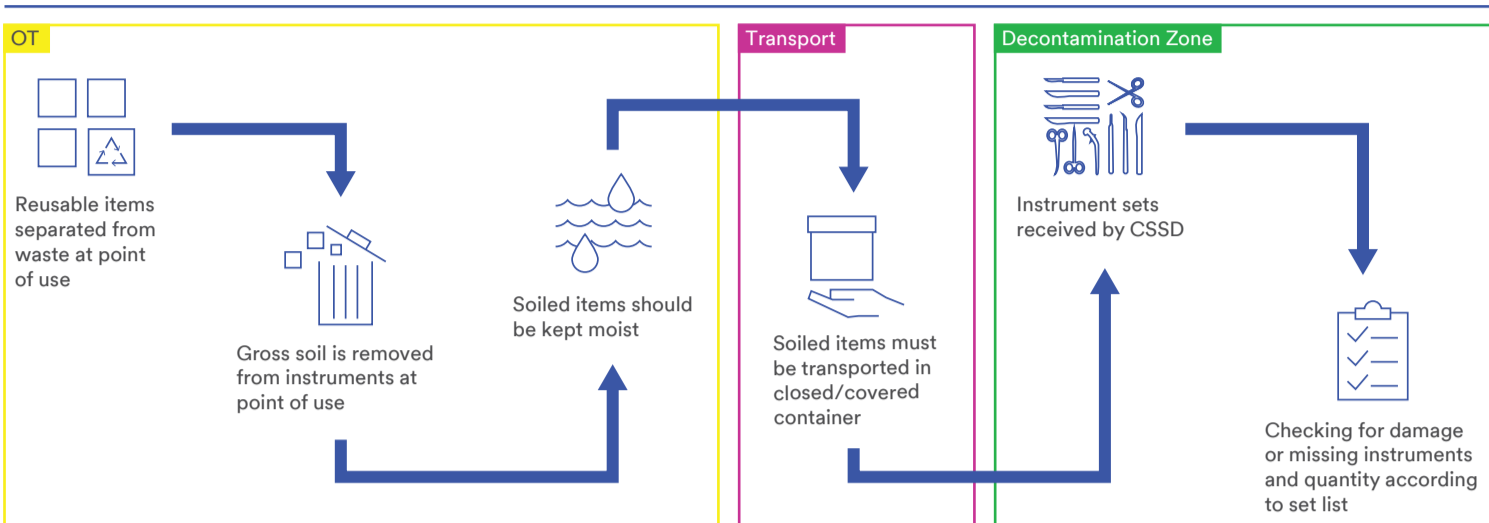 OT
Reusable items
separated from
waste at point
of use
Gross soil is removed
from instruments at
point of use
Soiled items should
be kept moist
Transport
Soiled items must
be transported in
closed/covered
container
Decontamination Zone
Instrument sets
received by CSSD
Checking for damage
or missing instruments
and quantity according
to set list